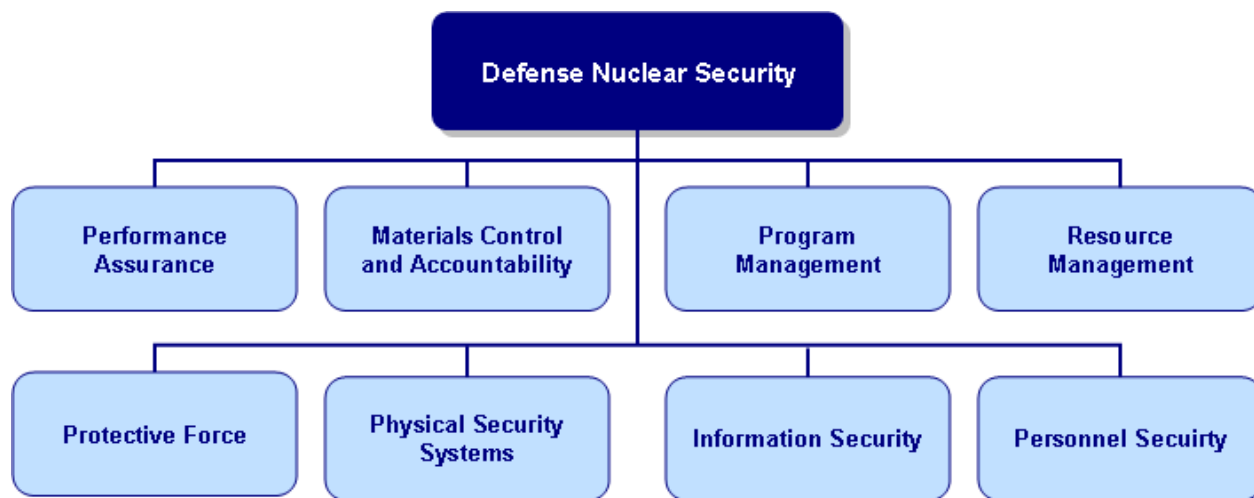 Defense Nuclear Security
Performance
Assurance
Materials Control
and Accountability
Program
Management
Resource
Management
Protective Force
Physical Security
Systems
Information Security
Personnel Secuirty